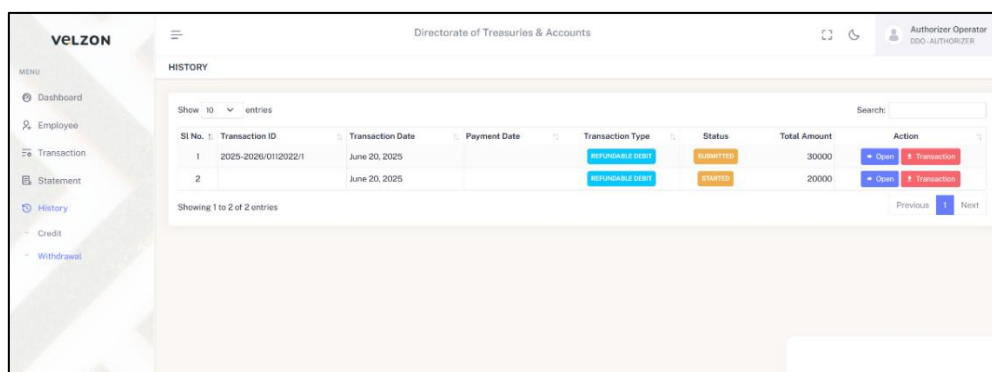 VELZON
Directorate of Treasuries & Accounts
Authorizer Operator
DDO-AUTHORIZER
MENU
Dashboard
Employee
Transaction
Statement
History
Credit
Withdrawal
HISTORY
Show 10 entries
Search:
Sl No. Transaction ID Transaction Date Payment Date Transaction Type Status Total Amount Action
1 2025-2026/0112022/1 June 20, 2025 REFUNDABLE DEBIT SUBMITTED 30000 Open Transaction
2 June 20, 2025 REFUNDABLE DEBIT STARTED 20000 Open Transaction
Showing 1 to 2 of 2 entries
Previous 1 Next